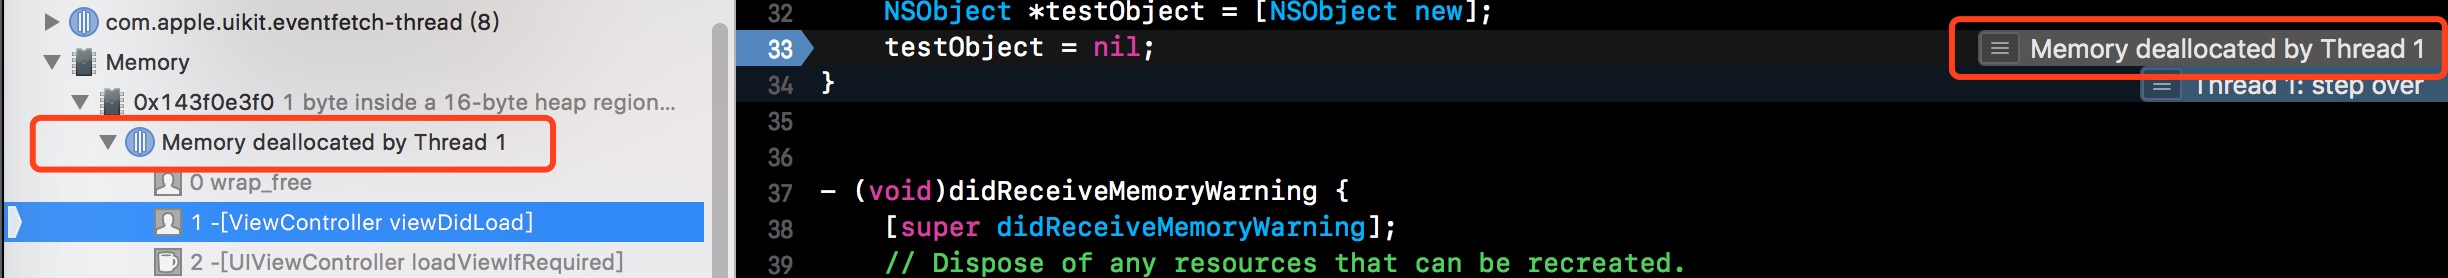 com.apple.uikit.eventfetch-thread (8)
Memory
0x143f0e3f0 1 byte inside a 16-byte heap region...
Memory deallocated by Thread 1
0 wrap_free
1 -[ViewController viewDidLoad]
2 -[UIViewController loadViewIfRequired]
32 NSObject *testObject = [NSObject new];
33 testObject = nil; Memory deallocated by Thread 1
34 } Thread 1: step over
35
36
37 - (void)didReceiveMemoryWarning {
38 [super didReceiveMemoryWarning];
39 // Dispose of any resources that can be recreated.